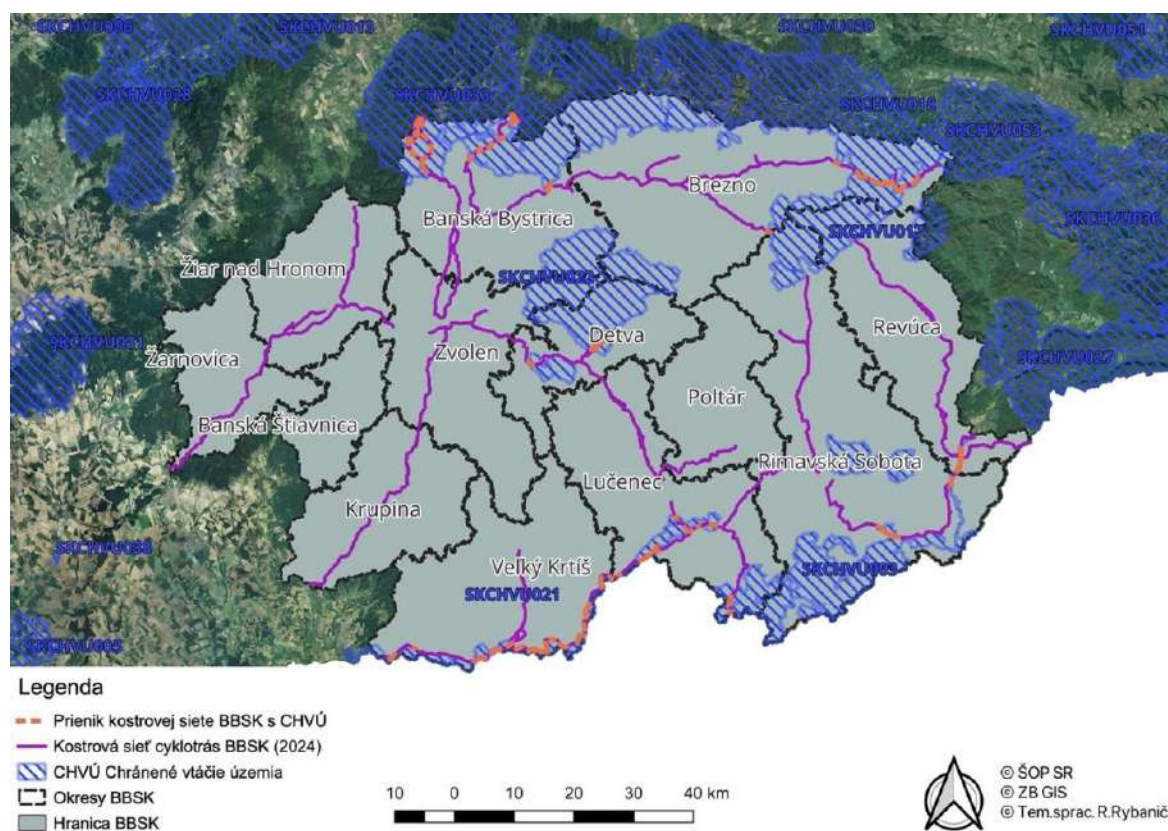 SKCHVU013
SKCHVU028
SKCHVU018
SKCHVU053
SKCHVU036
Brezno
Banská Bystrica
SKCHVU017
Žiar nad Hronom
SKCHVU022
Detva
Revúca
Zvolen
Žarnovica
SKCHVU031
SKCHVU027
Poltár
Banská Štiavnica
Rimavská Sobota
Lučenec
Krupina
Veľký Krtíš
SKCHVU021
SKCHVU003
SKCHVU005
Legenda
Prienik kostrovej siete BBSK s CHVÚ
Kostrová sieť cyklotrás BBSK (2024)
CHVÚ Chránené vtáčie územia
Okresy BBSK
Hranica BBSK
10 0 10 20 30 40 km
© ŠOP SR
© ZB GIS
© Tem.sprac. R.Rybanič